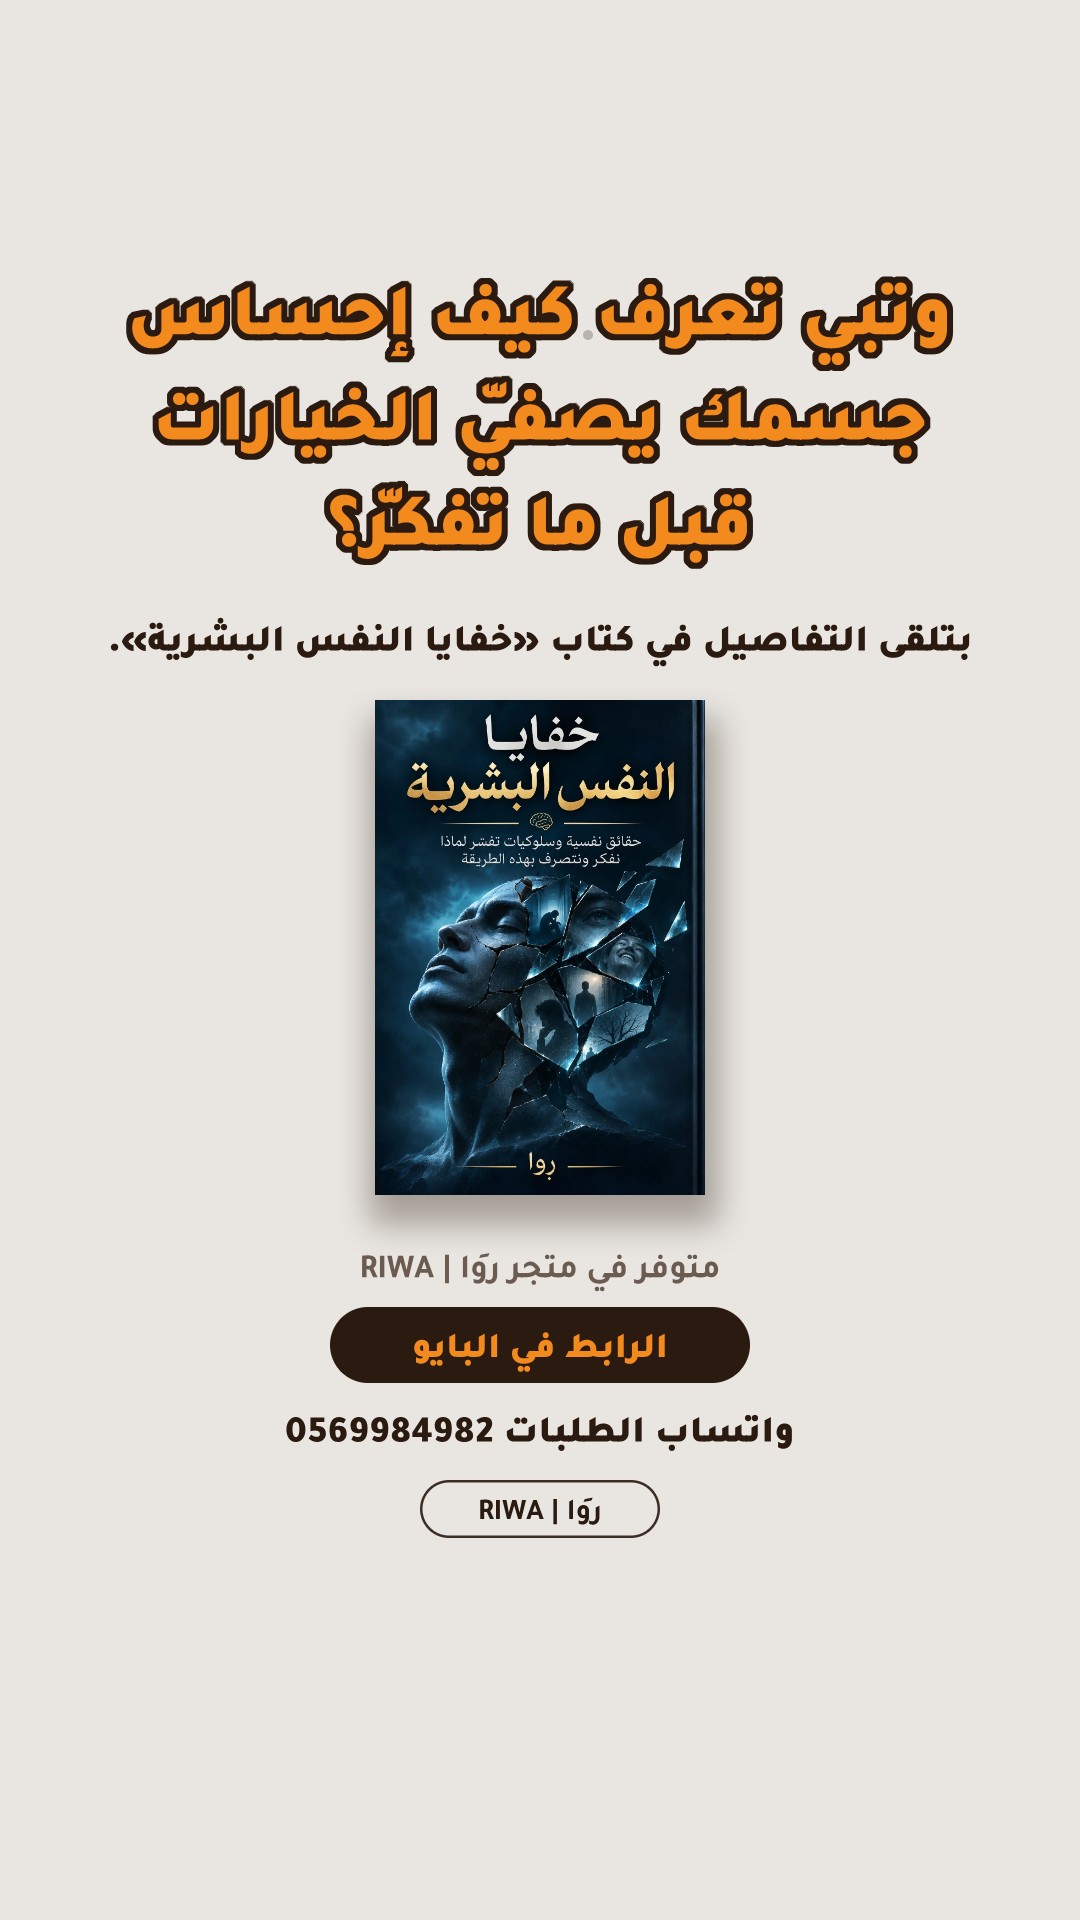 وتبي تعرف كيف إحساس
جسمك يصفّي الخيارات
قبل ما تفكّر؟
بتلقى التفاصيل في كتاب «خفايا النفس البشرية».
خفايا
النفس البشرية
حقائق نفسية وسلوكيات تفسّر لماذا
نفكر ونتصرف بهذه الطريقة
روا
متوفر في متجر روَا | RIWA
الرابط في البايو
واتساب الطلبات 0569984982
روَا | RIWA